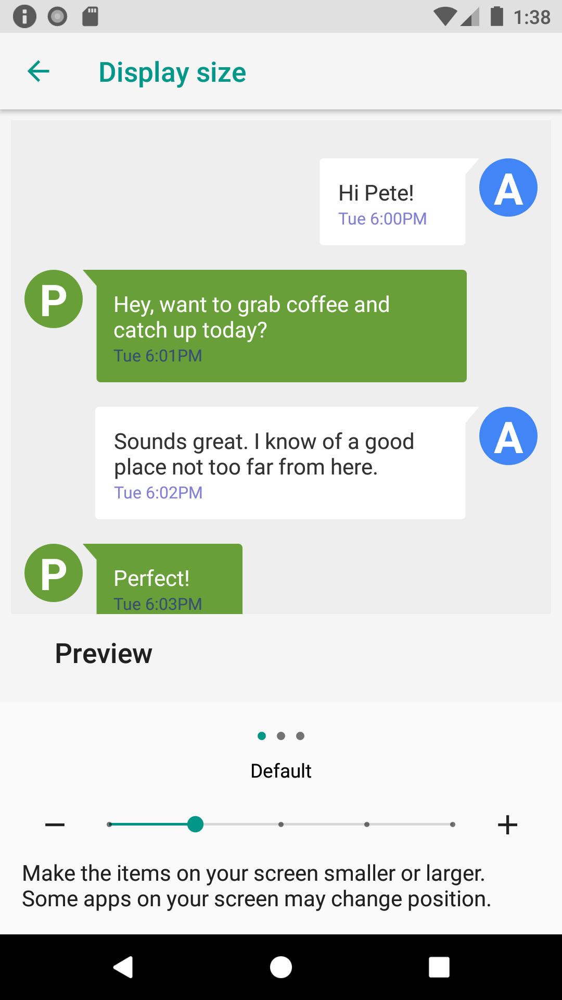 1:38
Display size
Hi Pete!
Tue 6:00PM
A
P
Hey, want to grab coffee and
catch up today?
Tue 6:01PM
Sounds great. I know of a good
place not too far from here.
Tue 6:02PM
A
P
Perfect!
Tue 6:03PM
Preview
Default
Make the items on your screen smaller or larger.
Some apps on your screen may change position.